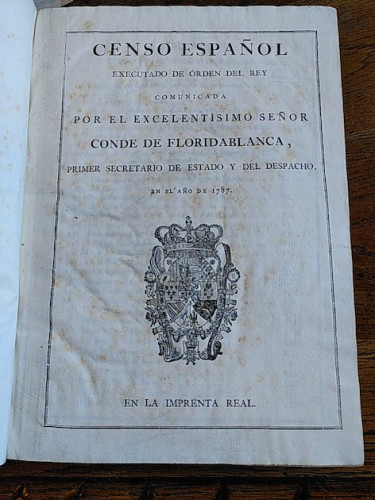 CENSO ESPAÑOL
EXECUTADO DE ÓRDEN DEL REY
COMUNICADA
POR EL EXCELENTISIMO SEÑOR
CONDE DE FLORIDABLANCA,
PRIMER SECRETARIO DE ESTADO Y DEL DESPACHO,
EN EL AÑO DE 1787.
EN LA IMPRENTA REAL.